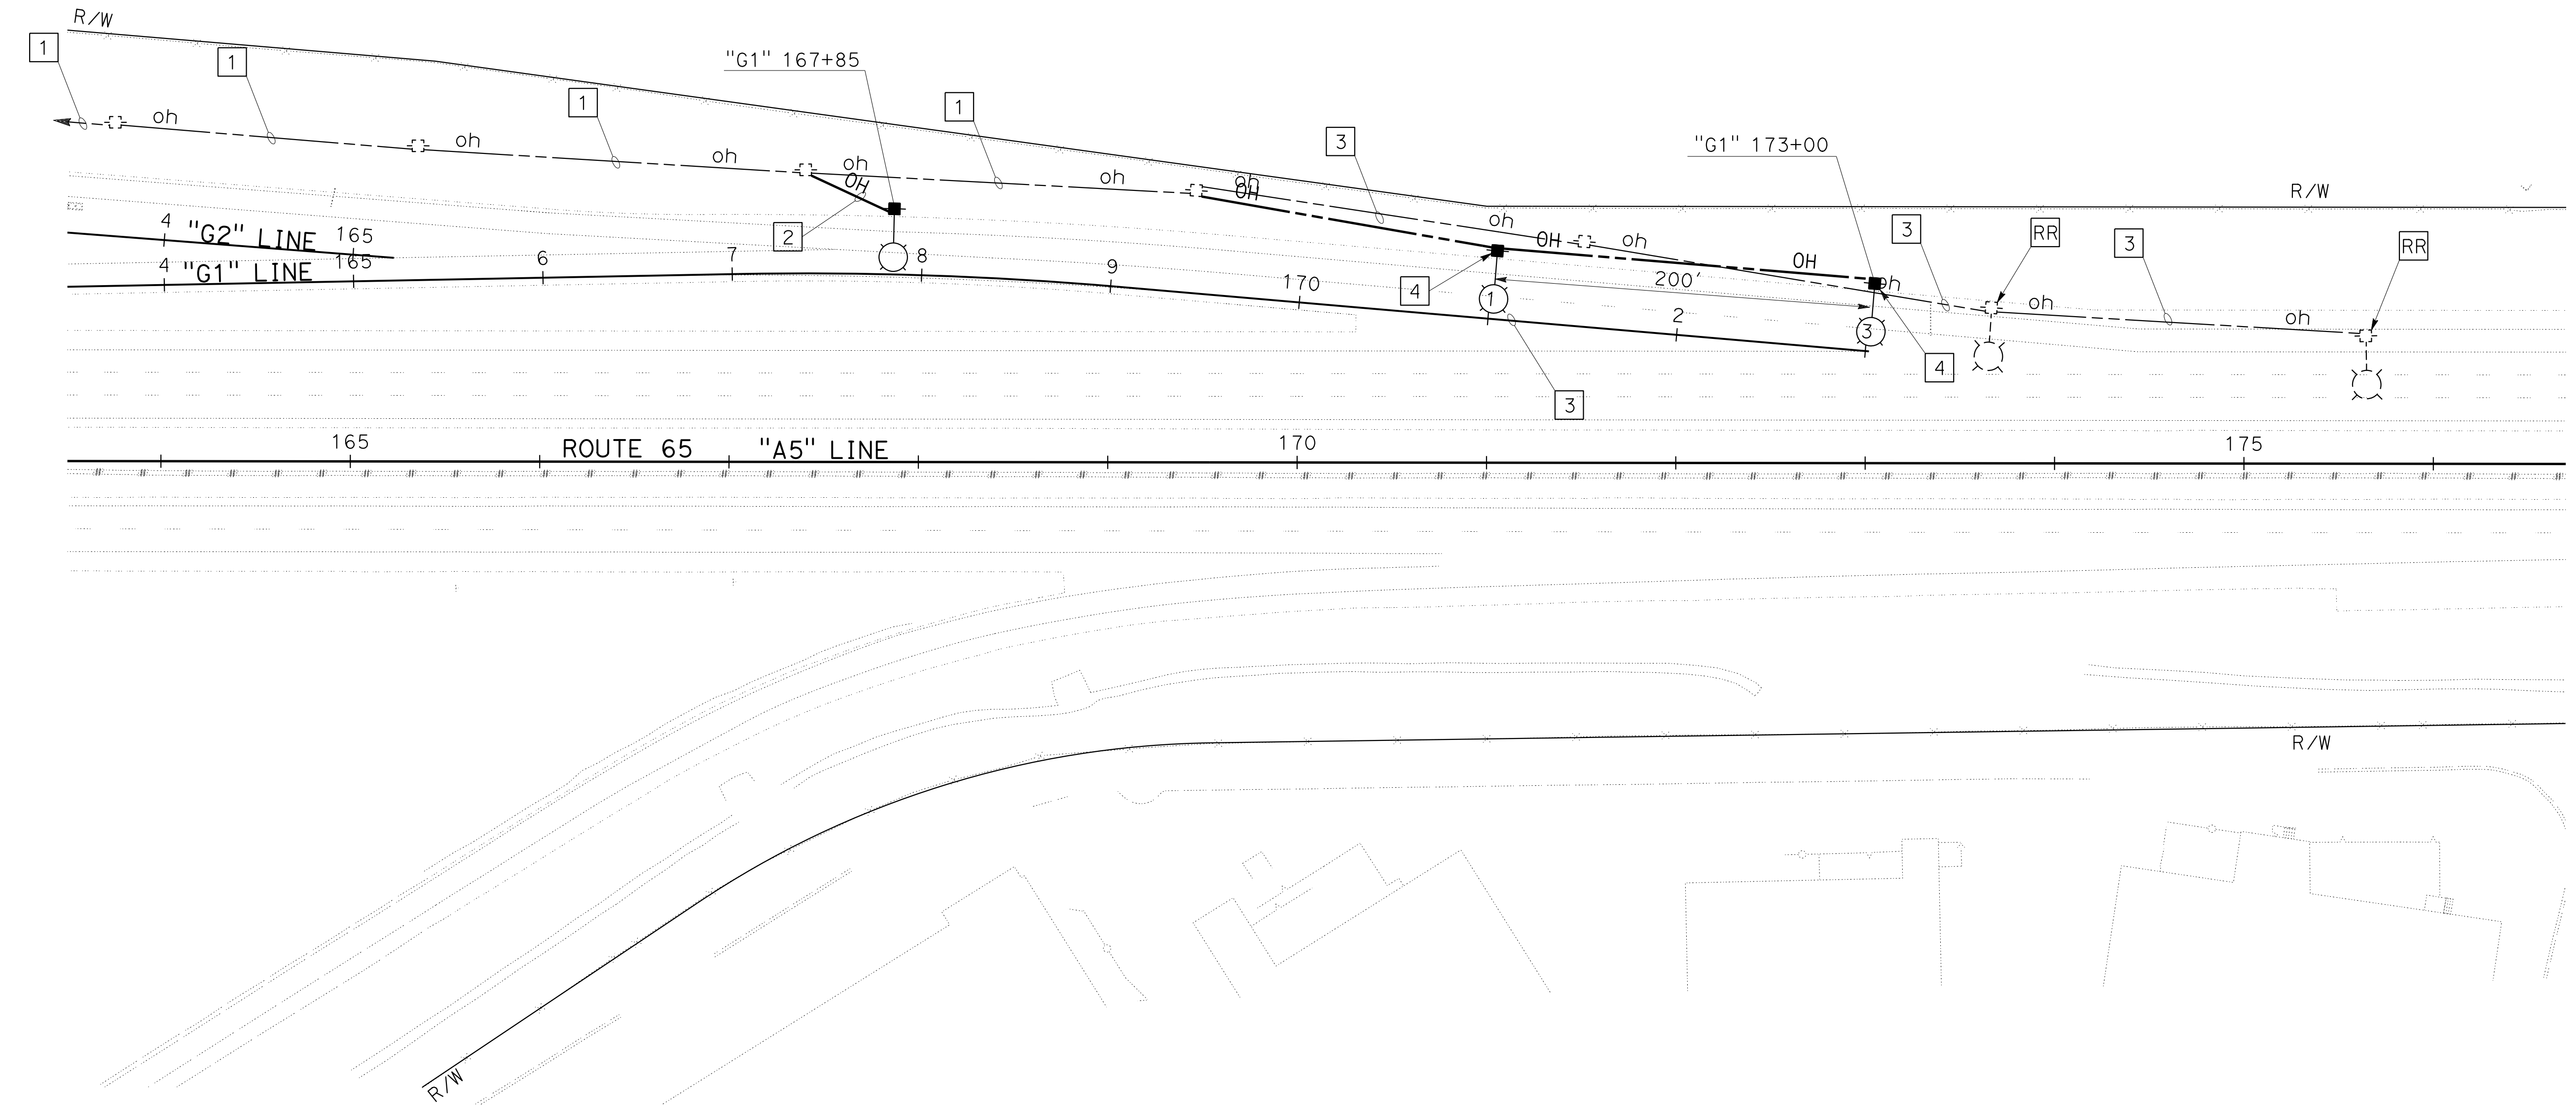 R/W
1
1
"G1" 167+85
1
1
3
"G1" 173+00
oh
oh
oh
oh
OH
oh
oh
OH
oh
OH
oh
OH
oh
oh
oh
R/W
2
3
RR
3
RR
4
"G2" LINE
165
4
"G1" LINE
165
6
7
8
9
170
4
1
200'
2
3
4
3
165
ROUTE 65
"A5" LINE
170
175
R/W
R/W